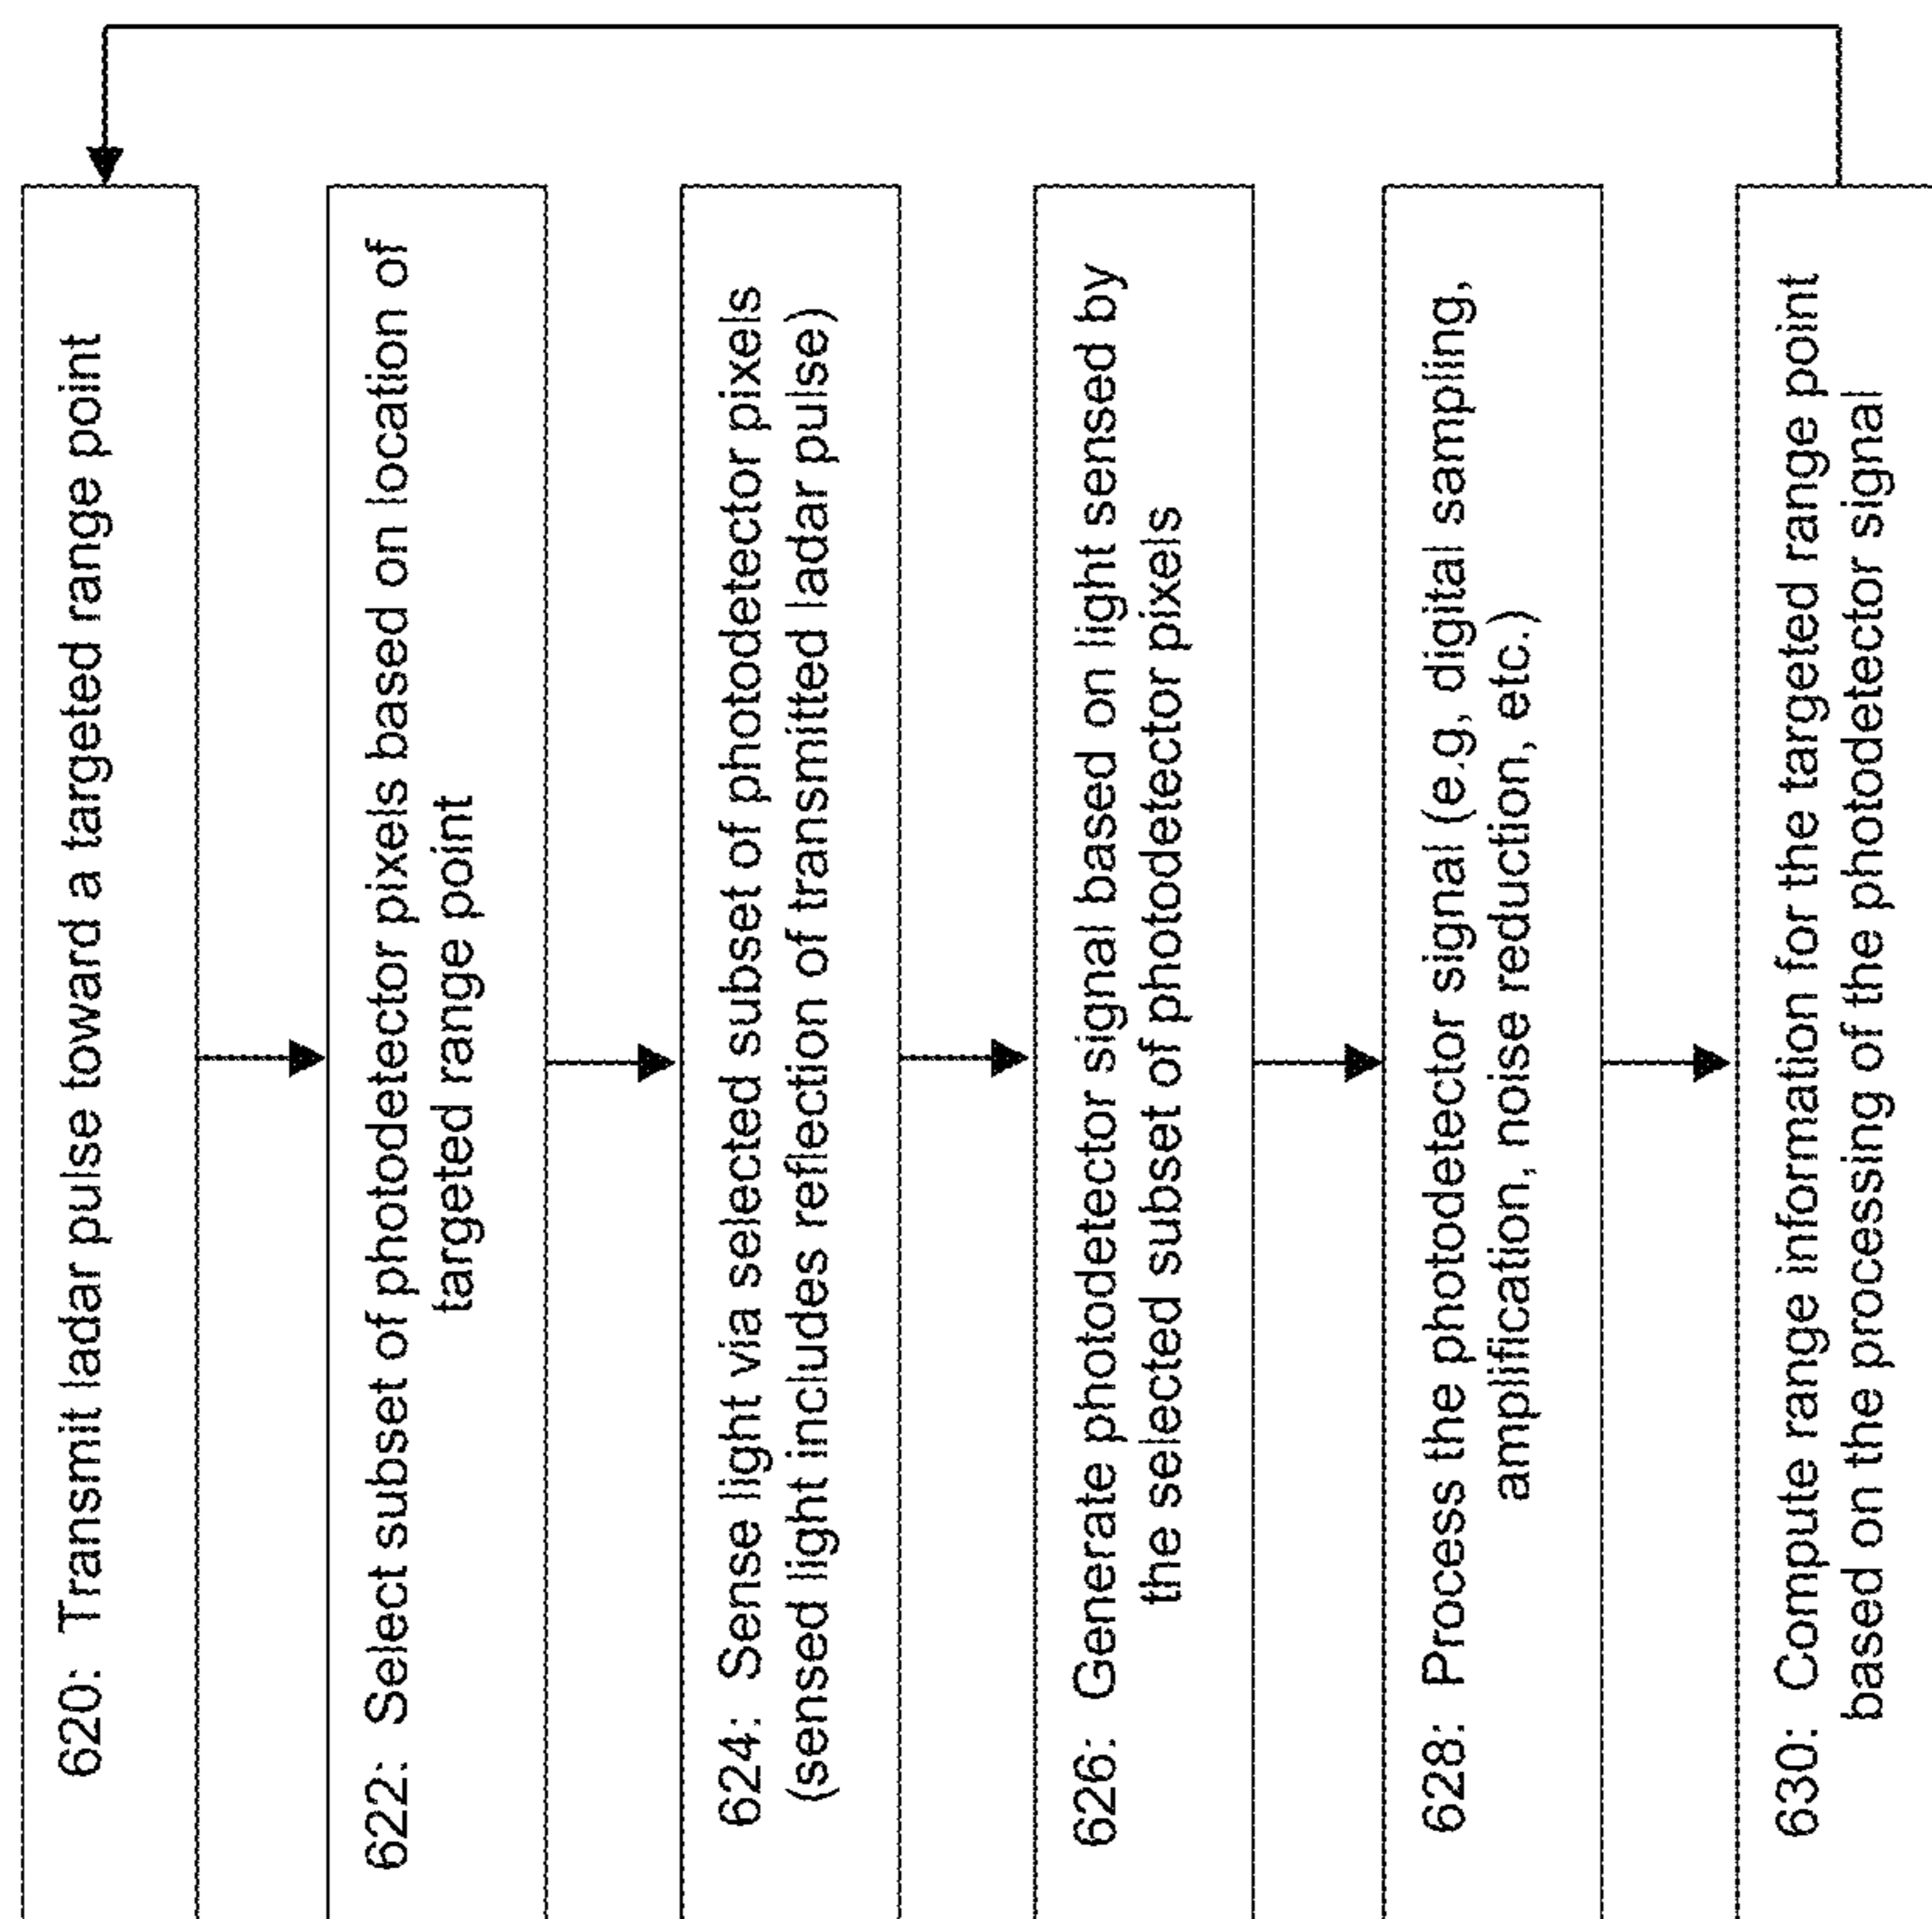 620: Transmit ladar pulse toward a targeted range point
622: Select subset of photodetector pixels based on location of
targeted range point
624: Sense light via selected subset of photodetector pixels
(sensed light includes reflection of transmitted ladar pulse)
626: Generate photodetector signal based on light sensed by
the selected subset of photodetector pixels
628: Process the photodetector signal (e.g, digital sampling,
amplification, noise reduction, etc.)
630: Compute range information for the targeted range point
based on the processing of the photodetector signal